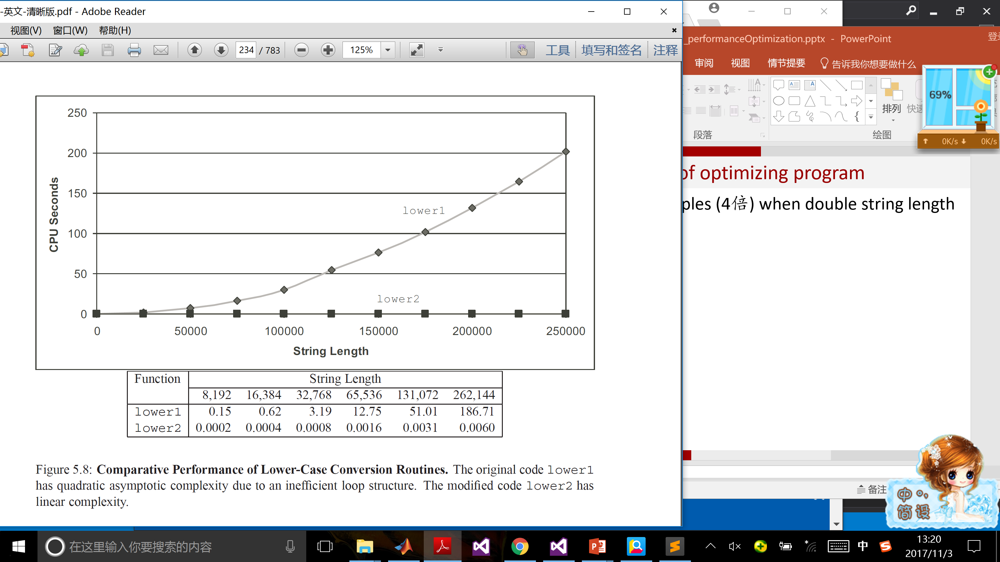 -英文-清晰版.pdf - Adobe Reader
视图(V) 窗口(W) 帮助(H)
234 / 783
125%
工具 填写和签名 注释
250
200
150
100
50
0
CPU Seconds
lower1
lower2
0 50000 100000 150000 200000 250000
String Length
Function String Length
8,192 16,384 32,768 65,536 131,072 262,144
lower1 0.15 0.62 3.19 12.75 51.01 186.71
lower2 0.0002 0.0004 0.0008 0.0016 0.0031 0.0060
Figure 5.8: Comparative Performance of Lower-Case Conversion Routines. The original code lower1
has quadratic asymptotic complexity due to an inefficient loop structure. The modified code lower2 has
linear complexity.
_performanceOptimization.pptx - PowerPoint
登
审阅 视图 情节提要 告诉我你想要做什么
排列 快速
段落 绘图
69%
0K/s 0K/s
of optimizing program
ples (4倍) when double string length
备注
中 简 设
在这里输入你要搜索的内容
中
13:20
2017/11/3